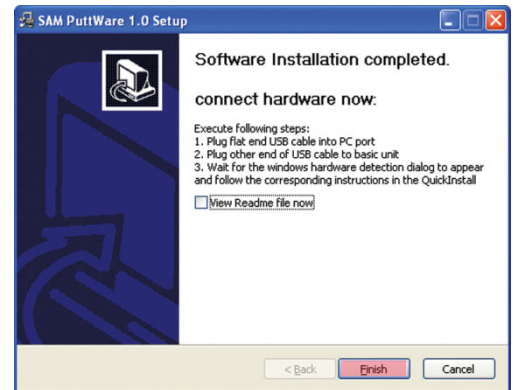 SAM PuttWare 1.0 Setup
Software Installation completed.
connect hardware now:
Execute following steps:
1. Plug flat end USB cable into PC port
2. Plug other end of USB cable to basic unit
3. Wait for the windows hardware detection dialog to appear
and follow the corresponding instructions in the QuickInstall
View Readme file now
< Back Finish Cancel